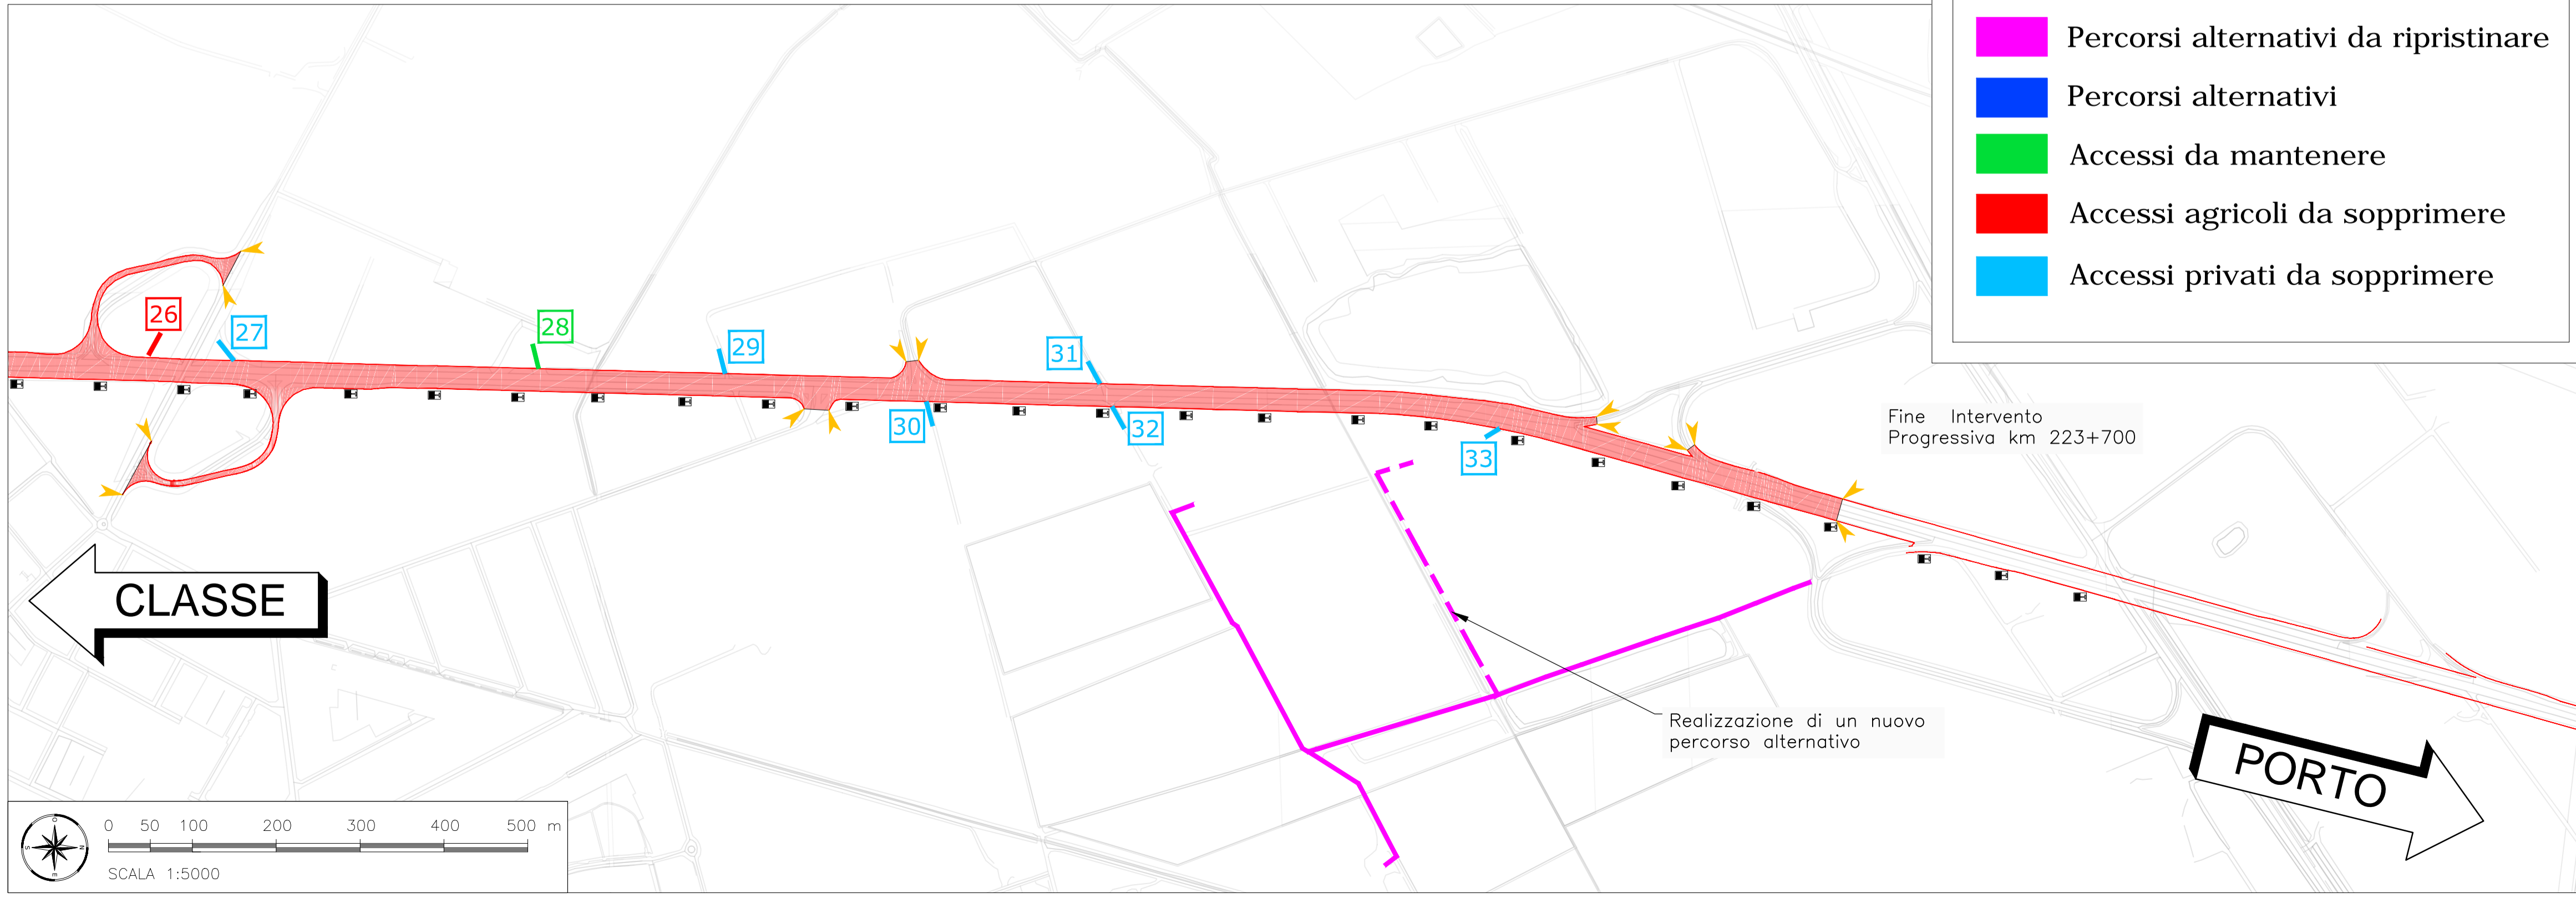 Percorsi alternativi da ripristinare
Percorsi alternativi
Accessi da mantenere
Accessi agricoli da sopprimere
Accessi privati da sopprimere
26
27
28
29
30
31
32
33
Fine Intervento
Progressiva km 223+700
CLASSE
Realizzazione di un nuovo
percorso alternativo
PORTO
0 50 100 200 300 400 500 m
SCALA 1:5000